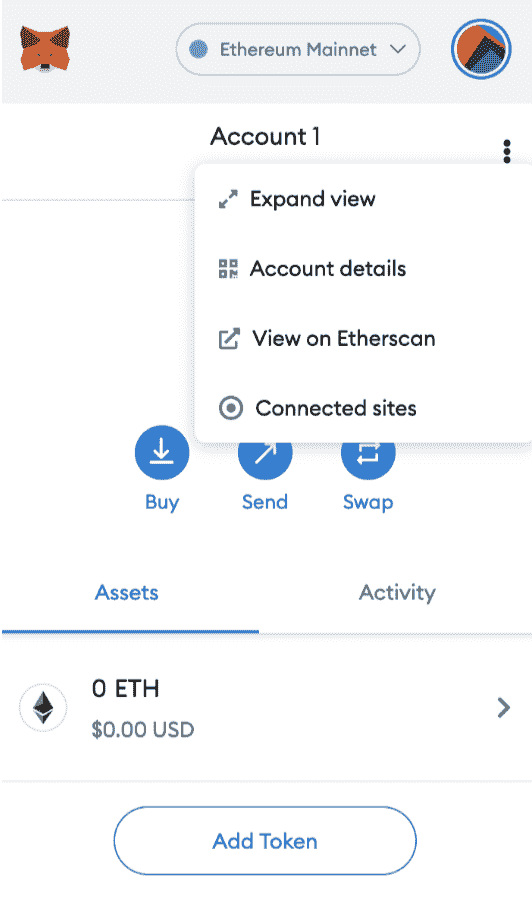 Ethereum Mainnet
Account 1
Expand view
Account details
View on Etherscan
Connected sites
Buy Send Swap
Assets Activity
0 ETH
$0.00 USD
Add Token